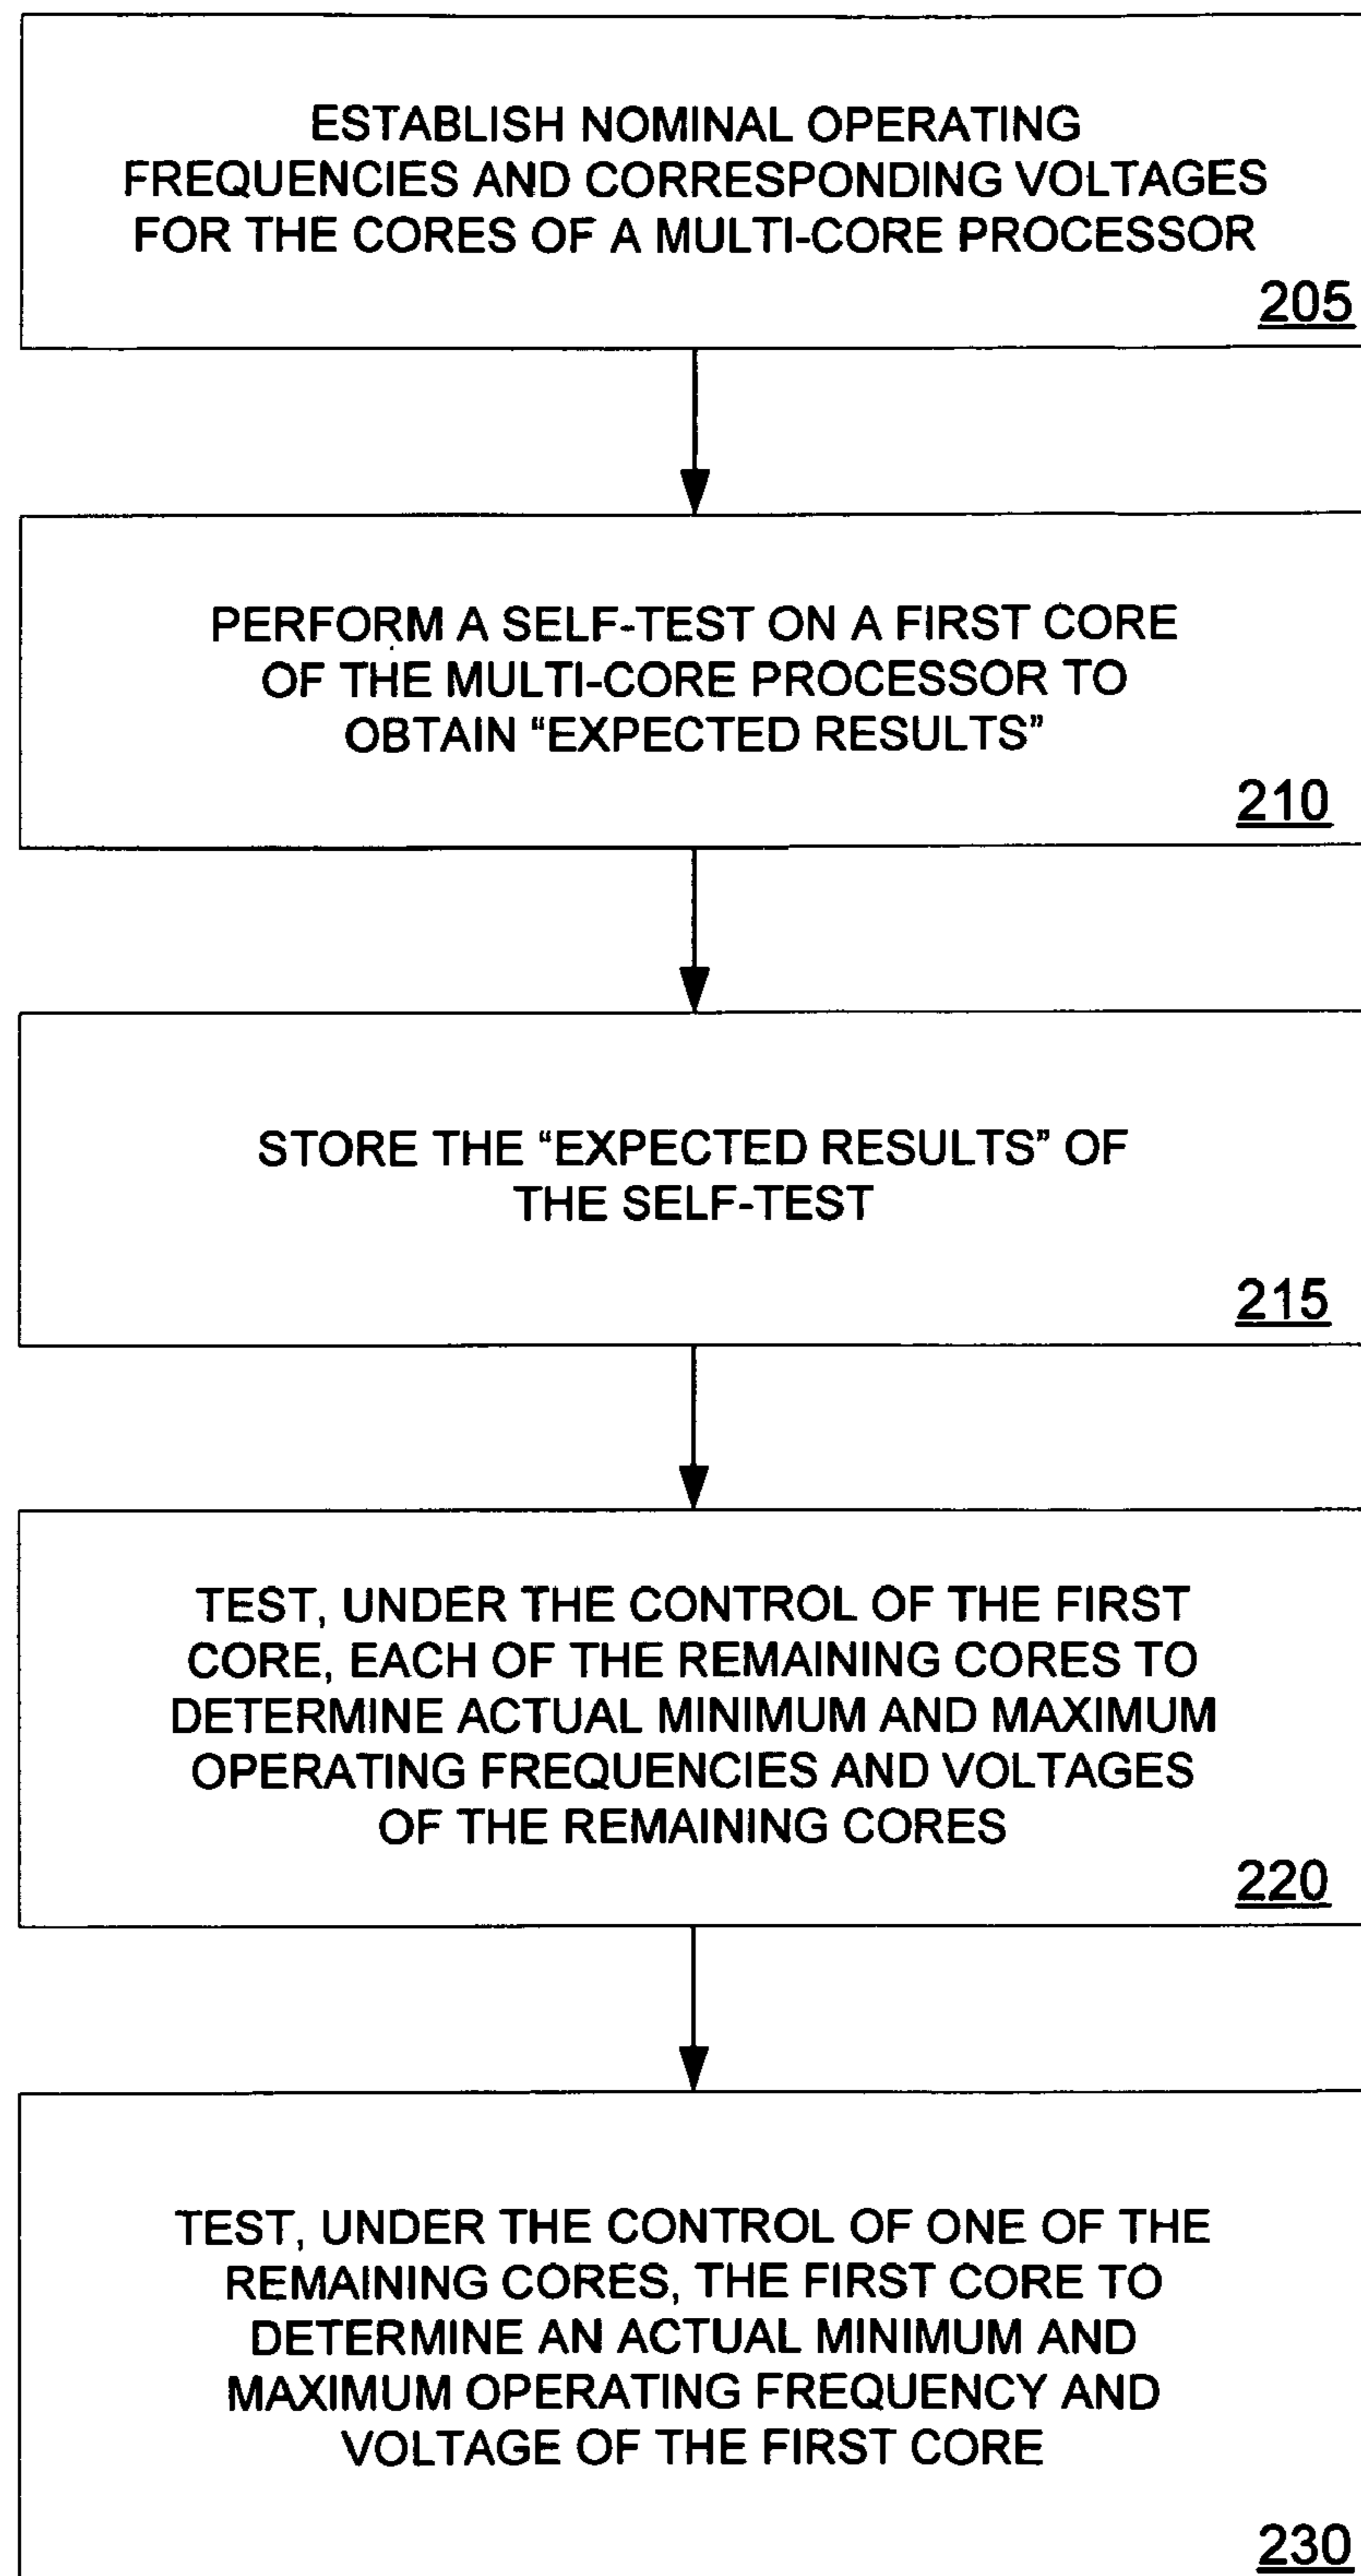 ESTABLISH NOMINAL OPERATING
FREQUENCIES AND CORRESPONDING VOLTAGES
FOR THE CORES OF A MULTI-CORE PROCESSOR
205
PERFORM A SELF-TEST ON A FIRST CORE
OF THE MULTI-CORE PROCESSOR TO
OBTAIN “EXPECTED RESULTS”
210
STORE THE “EXPECTED RESULTS” OF
THE SELF-TEST
215
TEST, UNDER THE CONTROL OF THE FIRST
CORE, EACH OF THE REMAINING CORES TO
DETERMINE ACTUAL MINIMUM AND MAXIMUM
OPERATING FREQUENCIES AND VOLTAGES
OF THE REMAINING CORES
220
TEST, UNDER THE CONTROL OF ONE OF THE
REMAINING CORES, THE FIRST CORE TO
DETERMINE AN ACTUAL MINIMUM AND
MAXIMUM OPERATING FREQUENCY AND
VOLTAGE OF THE FIRST CORE
230